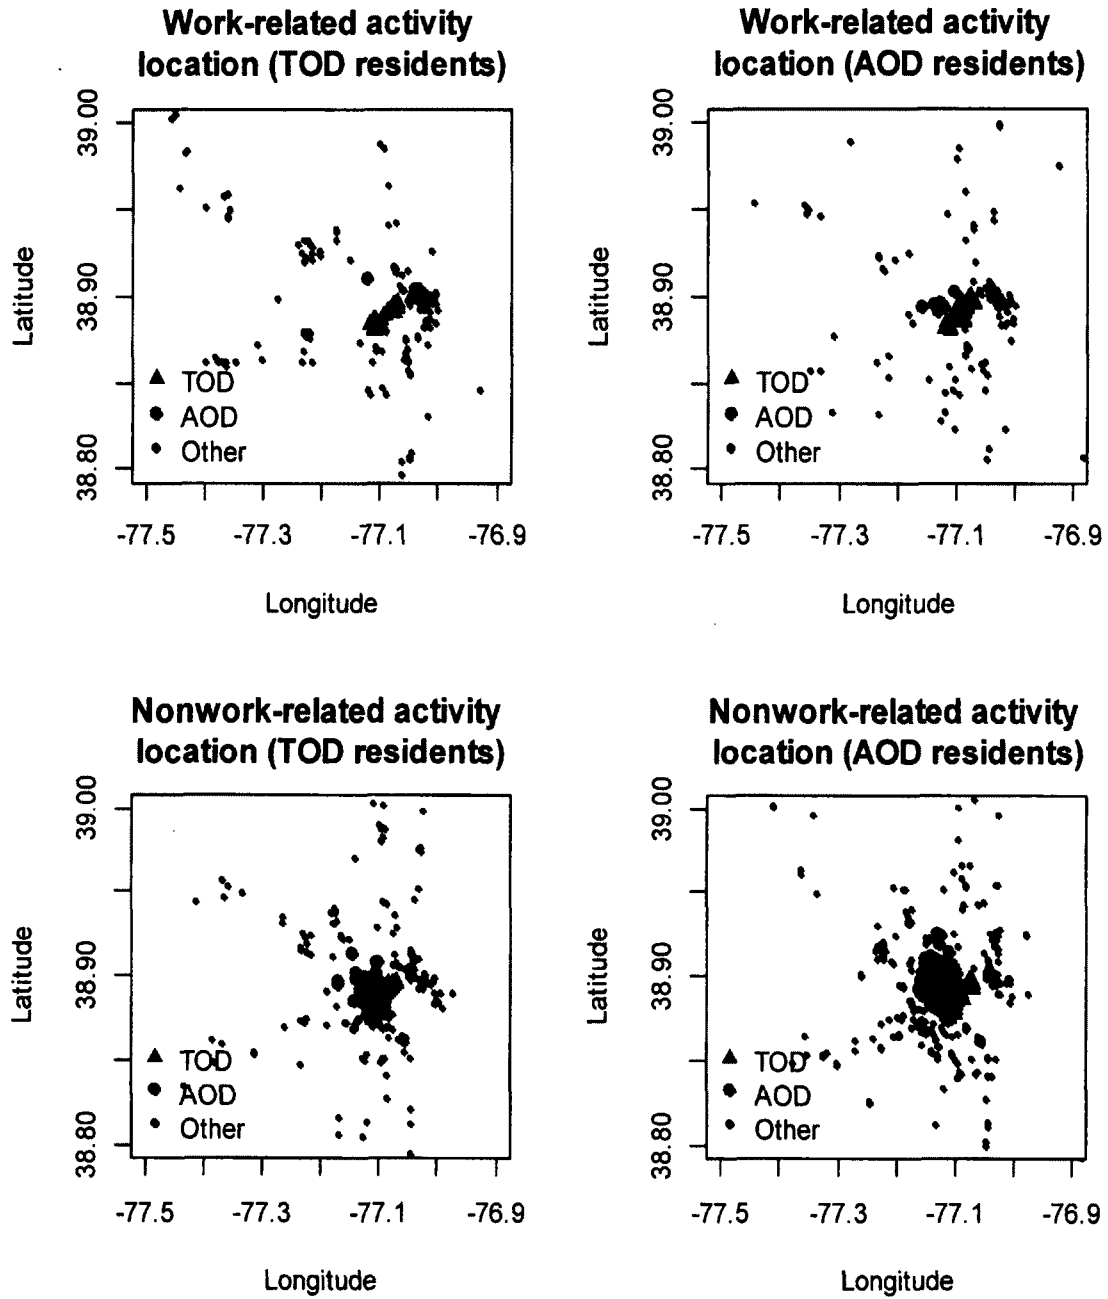 Work-related activity
location (TOD residents)
39.00
38.90
38.80
Latitude
TOD
AOD
Other
-77.5 -77.3 -77.1 -76.9
Longitude
Work-related activity
location (AOD residents)
39.00
38.90
38.80
Latitude
TOD
AOD
Other
-77.5 -77.3 -77.1 -76.9
Longitude
Nonwork-related activity
location (TOD residents)
39.00
38.90
38.80
Latitude
TOD
AOD
Other
-77.5 -77.3 -77.1 -76.9
Longitude
Nonwork-related activity
location (AOD residents)
39.00
38.90
38.80
Latitude
TOD
AOD
Other
-77.5 -77.3 -77.1 -76.9
Longitude